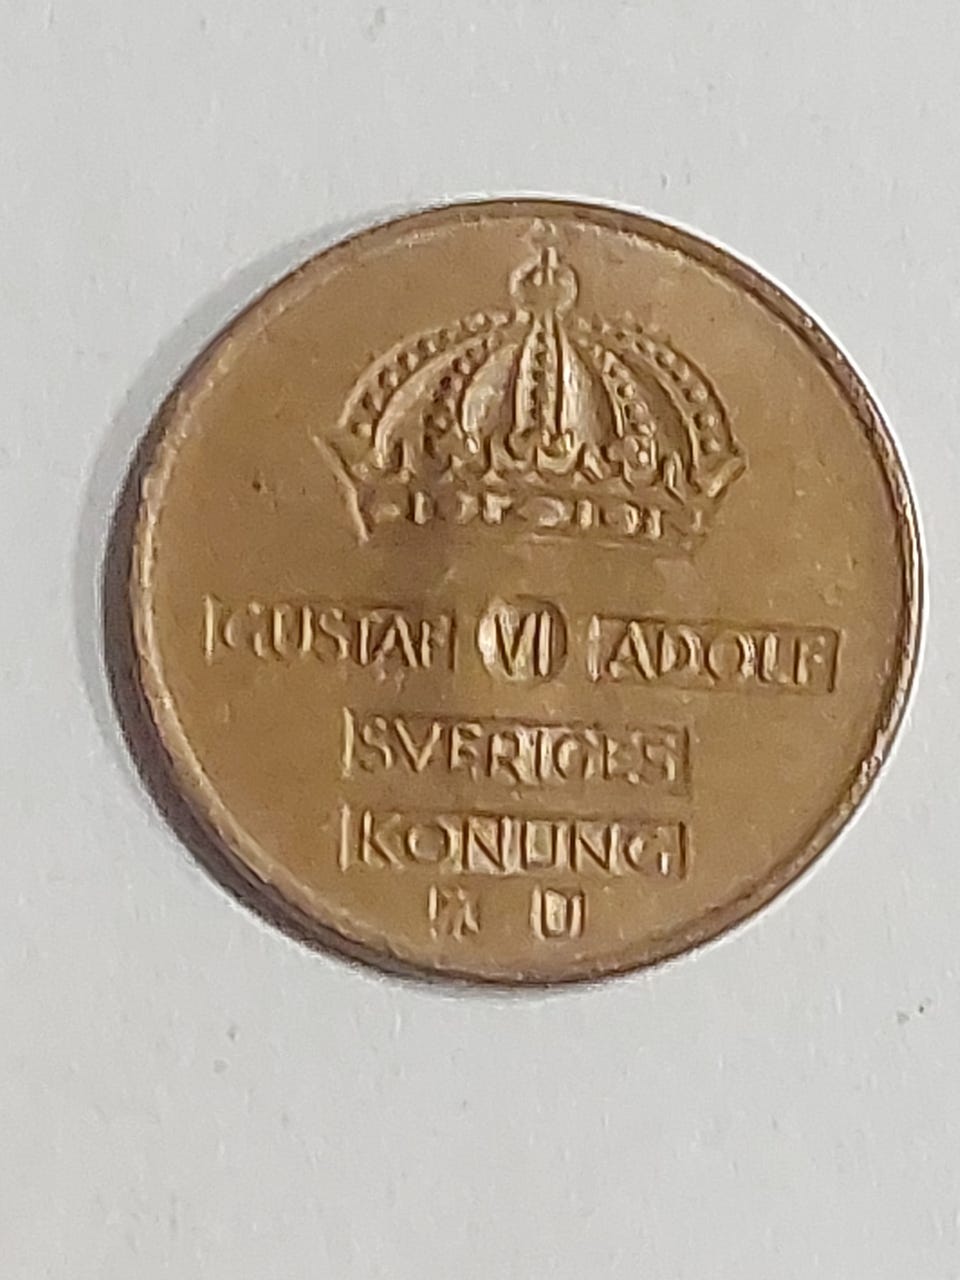 GUSTAF VI ADOLF
SVERIGES
KONUNG
U